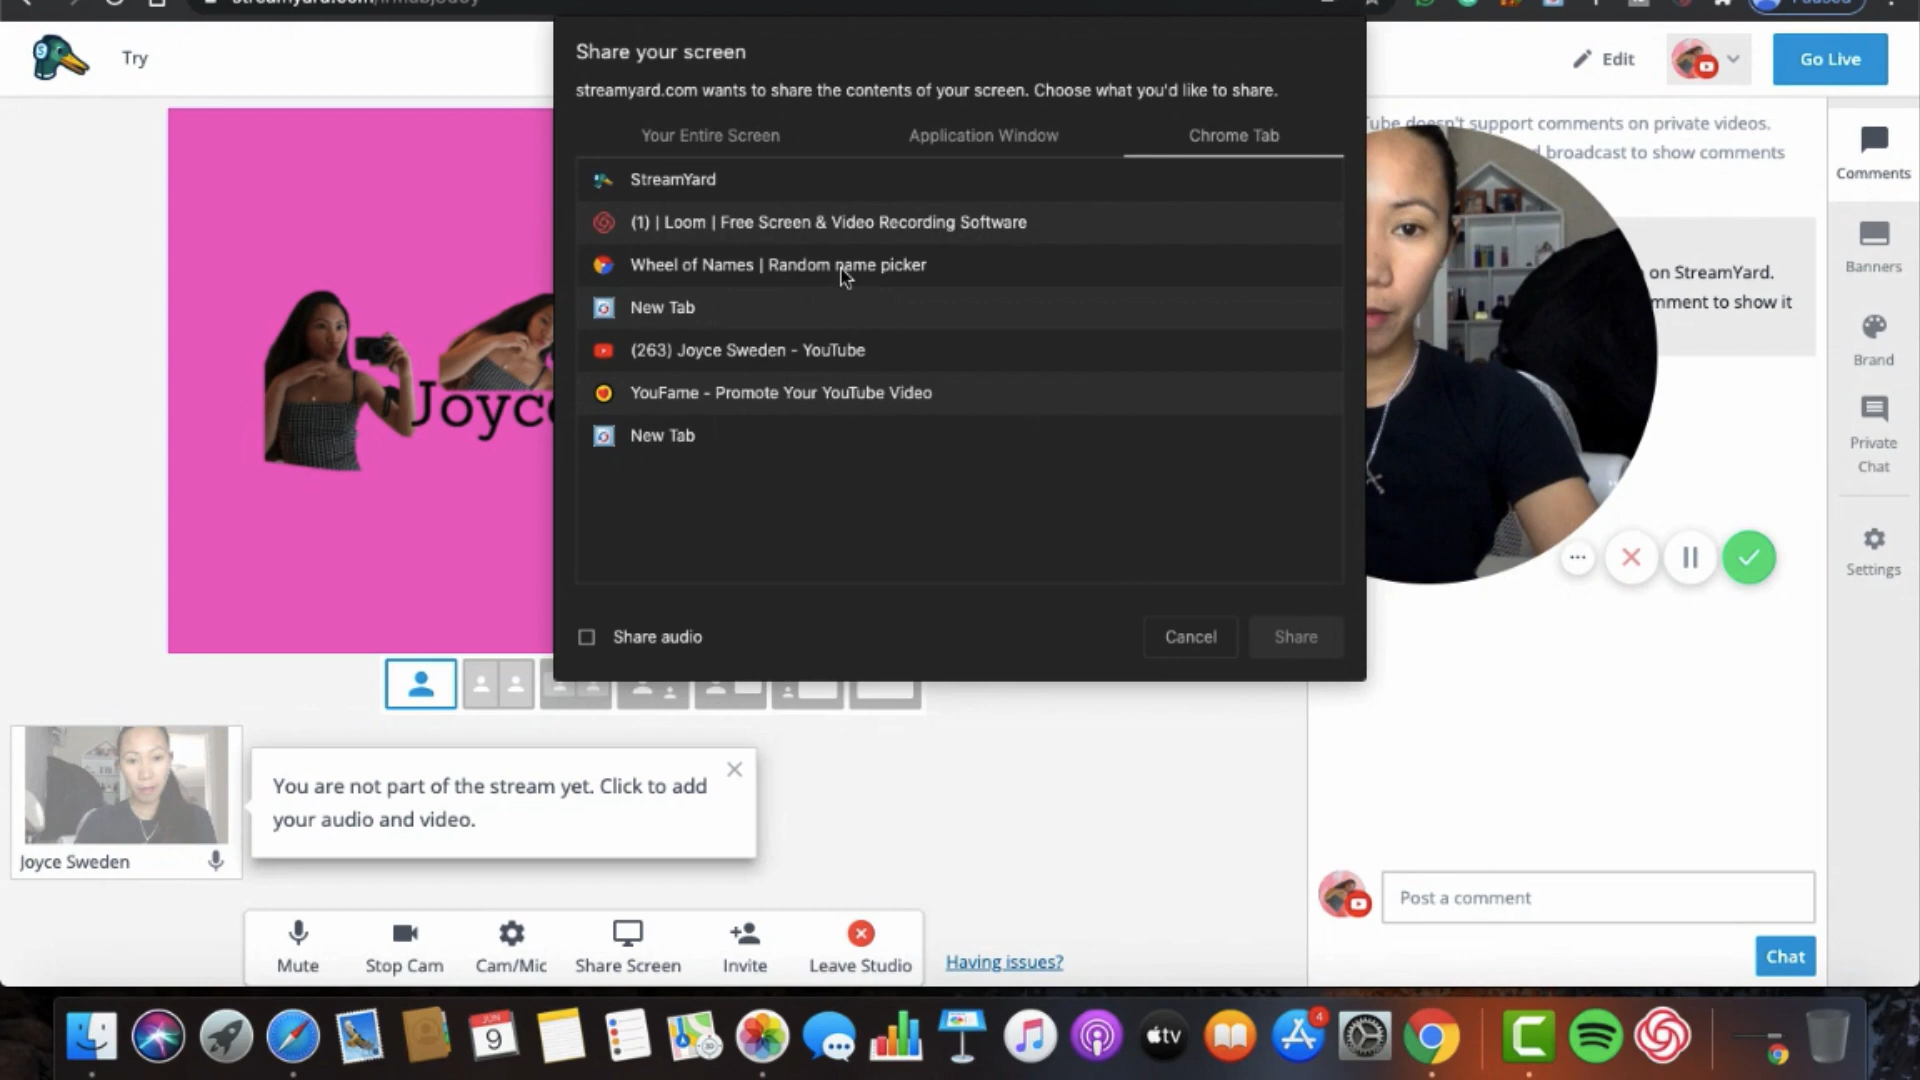 Try
Edit
Go Live
Share your screen
streamyard.com wants to share the contents of your screen. Choose what you'd like to share.
Your Entire Screen
Application Window
Chrome Tab
StreamYard
(1) | Loom | Free Screen & Video Recording Software
Wheel of Names | Random name picker
New Tab
(263) Joyce Sweden - YouTube
YouFame - Promote Your YouTube Video
New Tab
Share audio
Cancel
Share
doesn't support comments on private videos.
broadcast to show comments
on StreamYard.
to show it
Comments
Banners
Brand
Private
Chat
Settings
Joyce
You are not part of the stream yet. Click to add
your audio and video.
Joyce Sweden
Mute
Stop Cam
Cam/Mic
Share Screen
Invite
Leave Studio
Having issues?
Post a comment
Chat
JUN
9
tv
4